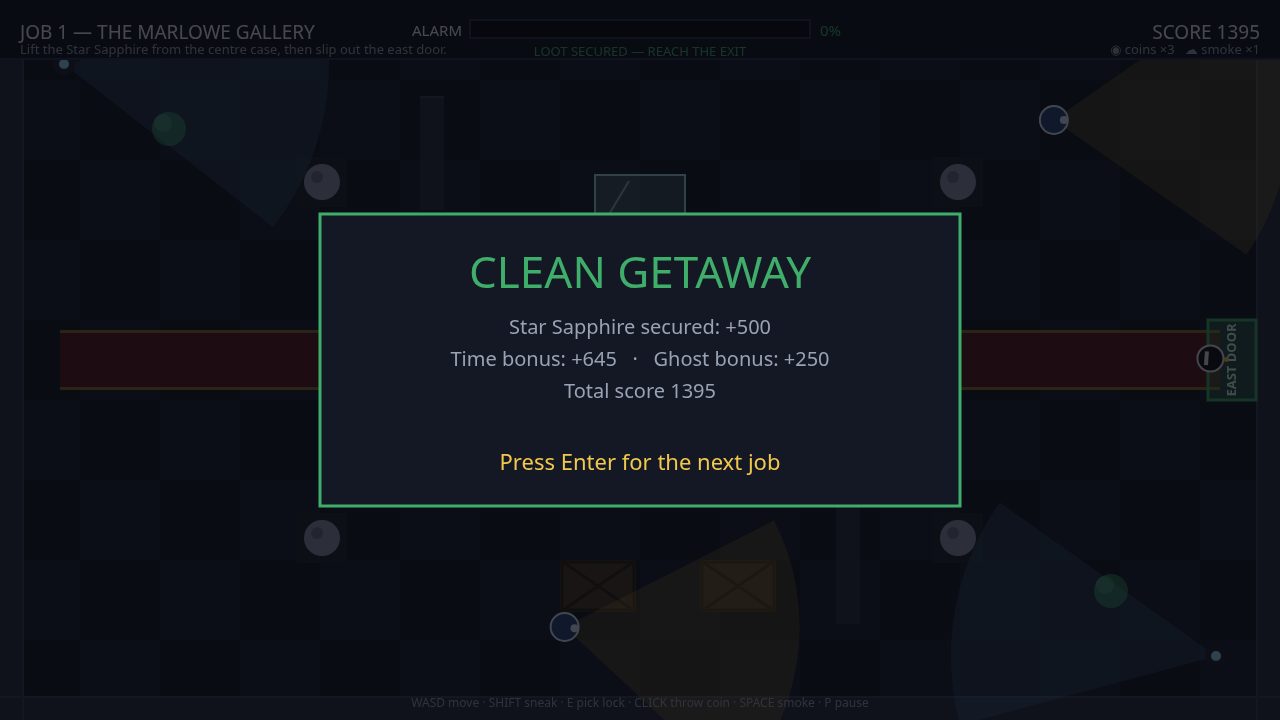 JOB 1 — THE MARLOWE GALLERY
ALARM
0%
SCORE 1395
Lift the Star Sapphire from the centre case, then slip out the east door.
LOOT SECURED — REACH THE EXIT
◉ coins ×3 ☁ smoke ×1
CLEAN GETAWAY
Star Sapphire secured: +500
Time bonus: +645 · Ghost bonus: +250
Total score 1395
Press Enter for the next job
EAST DOOR
WASD move · SHIFT sneak · E pick lock · CLICK throw coin · SPACE smoke · P pause